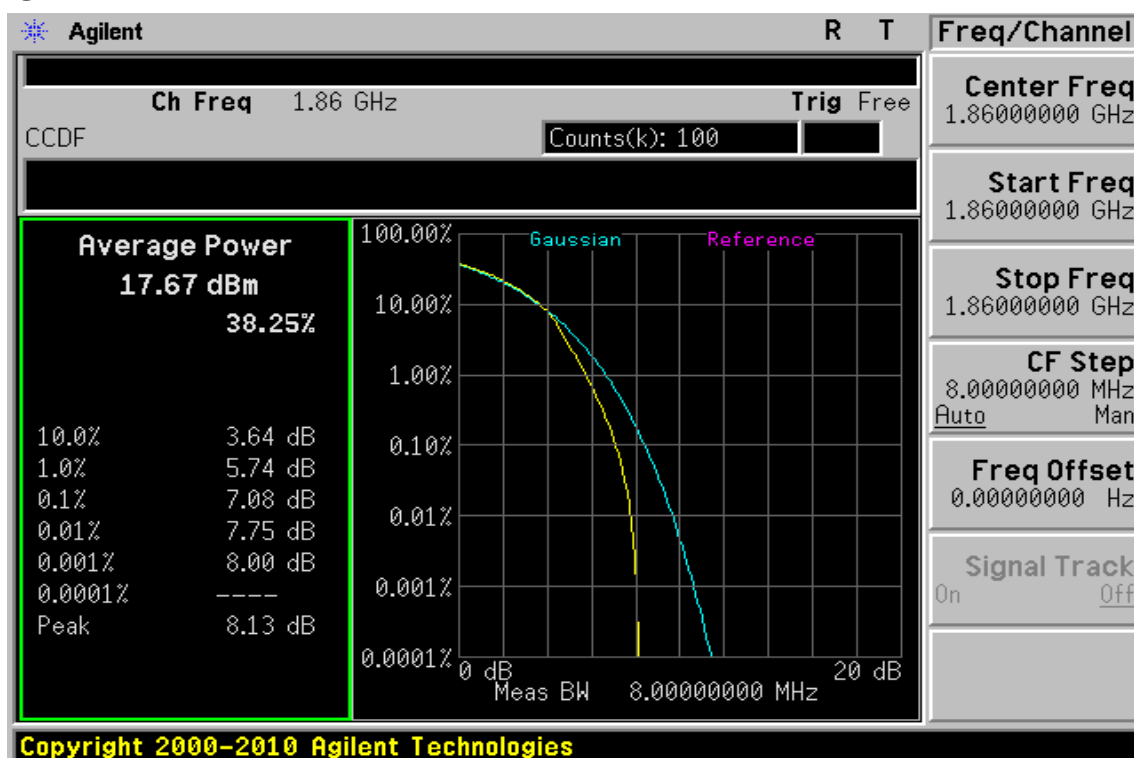 Agilent R T
Freq/Channel
Ch Freq 1.86 GHz Trig Free
CCDF Counts(k): 100
Average Power
17.67 dBm
38.25%
10.0% 3.64 dB
1.0% 5.74 dB
0.1% 7.08 dB
0.01% 7.75 dB
0.001% 8.00 dB
0.0001% ----
Peak 8.13 dB
Gaussian Reference
100.00%
10.00%
1.00%
0.10%
0.01%
0.001%
0.0001%
0 dB 20 dB
Meas BW 8.00000000 MHz
Center Freq
1.86000000 GHz
Start Freq
1.86000000 GHz
Stop Freq
1.86000000 GHz
CF Step
8.00000000 MHz
Auto Man
Freq Offset
0.00000000 Hz
Signal Track
On Off
Copyright 2000-2010 Agilent Technologies